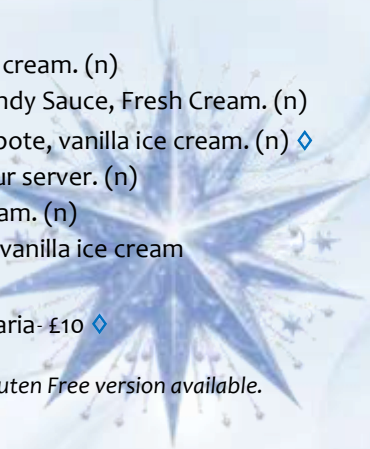 cream. (n)
ndy Sauce, Fresh Cream. (n)
pote, vanilla ice cream. (n) ◊
ur server. (n)
am. (n)
vanilla ice cream
aria- £10 ◊
uten Free version available.